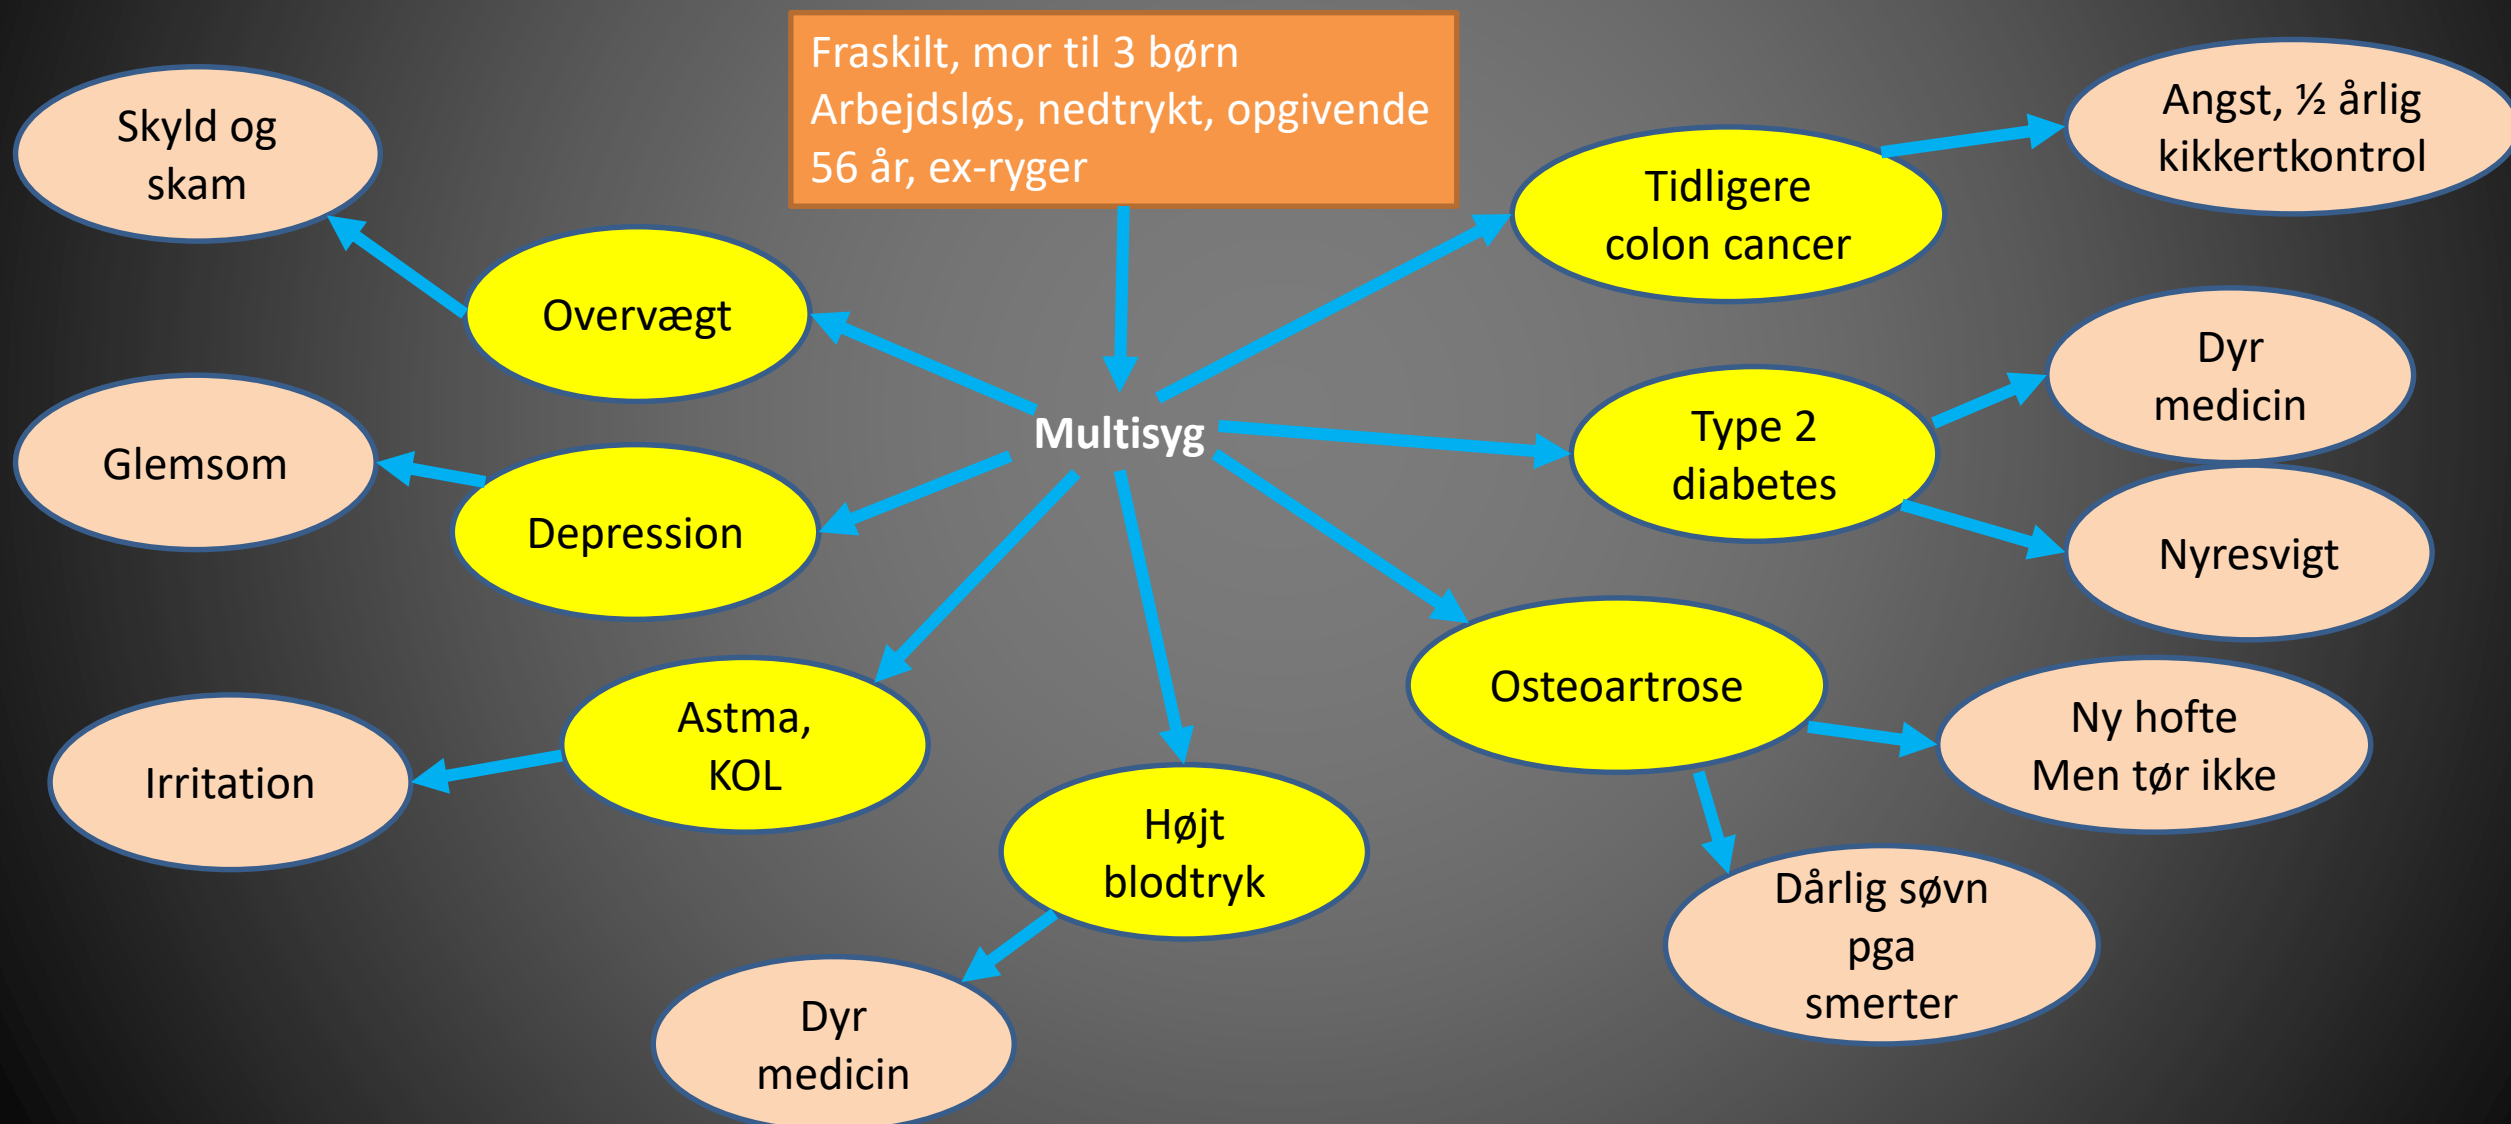 Fraskilt, mor til 3 børn
Arbejdsløs, nedtrykt, opgivende
56 år, ex-ryger
Skyld og
skam
Angst, ½ årlig
kikkertkontrol
Tidligere
colon cancer
Overvægt
Dyr
medicin
Multisyg
Type 2
diabetes
Glemsom
Depression
Nyresvigt
Osteoartrose
Astma,
KOL
Ny hofte
Men tør ikke
Irritation
Højt
blodtryk
Dårlig søvn
pga
smerter
Dyr
medicin